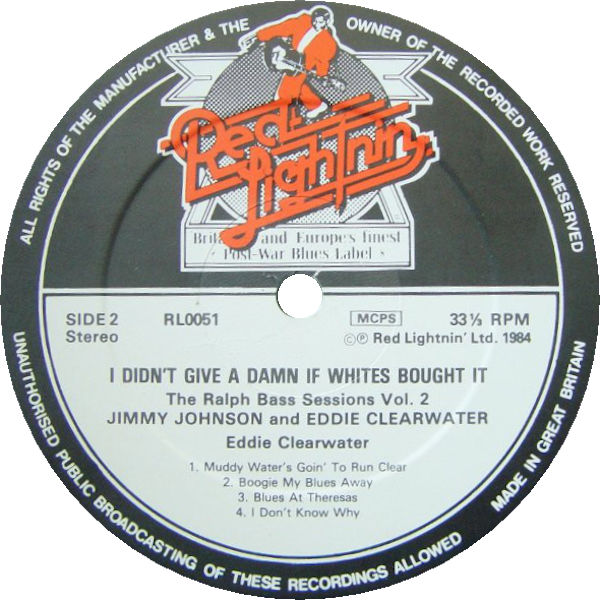 ALL RIGHTS OF THE MANUFACTURER & THE OWNER OF THE RECORDED WORK RESERVED
Red
Lightnin'
Britain and Europe's finest
Post-War Blues Label
SIDE 2 RL0051 MCPS 33⅓ RPM
Stereo ©℗ Red Lightnin' Ltd. 1984
I DIDN'T GIVE A DAMN IF WHITES BOUGHT IT
The Ralph Bass Sessions Vol. 2
JIMMY JOHNSON and EDDIE CLEARWATER
Eddie Clearwater
1. Muddy Water's Goin' To Run Clear
2. Boogie My Blues Away
3. Blues At Theresas
4. I Don't Know Why
UNAUTHORISED PUBLIC BROADCASTING OF THESE RECORDINGS ALLOWED
MADE IN GREAT BRITAIN